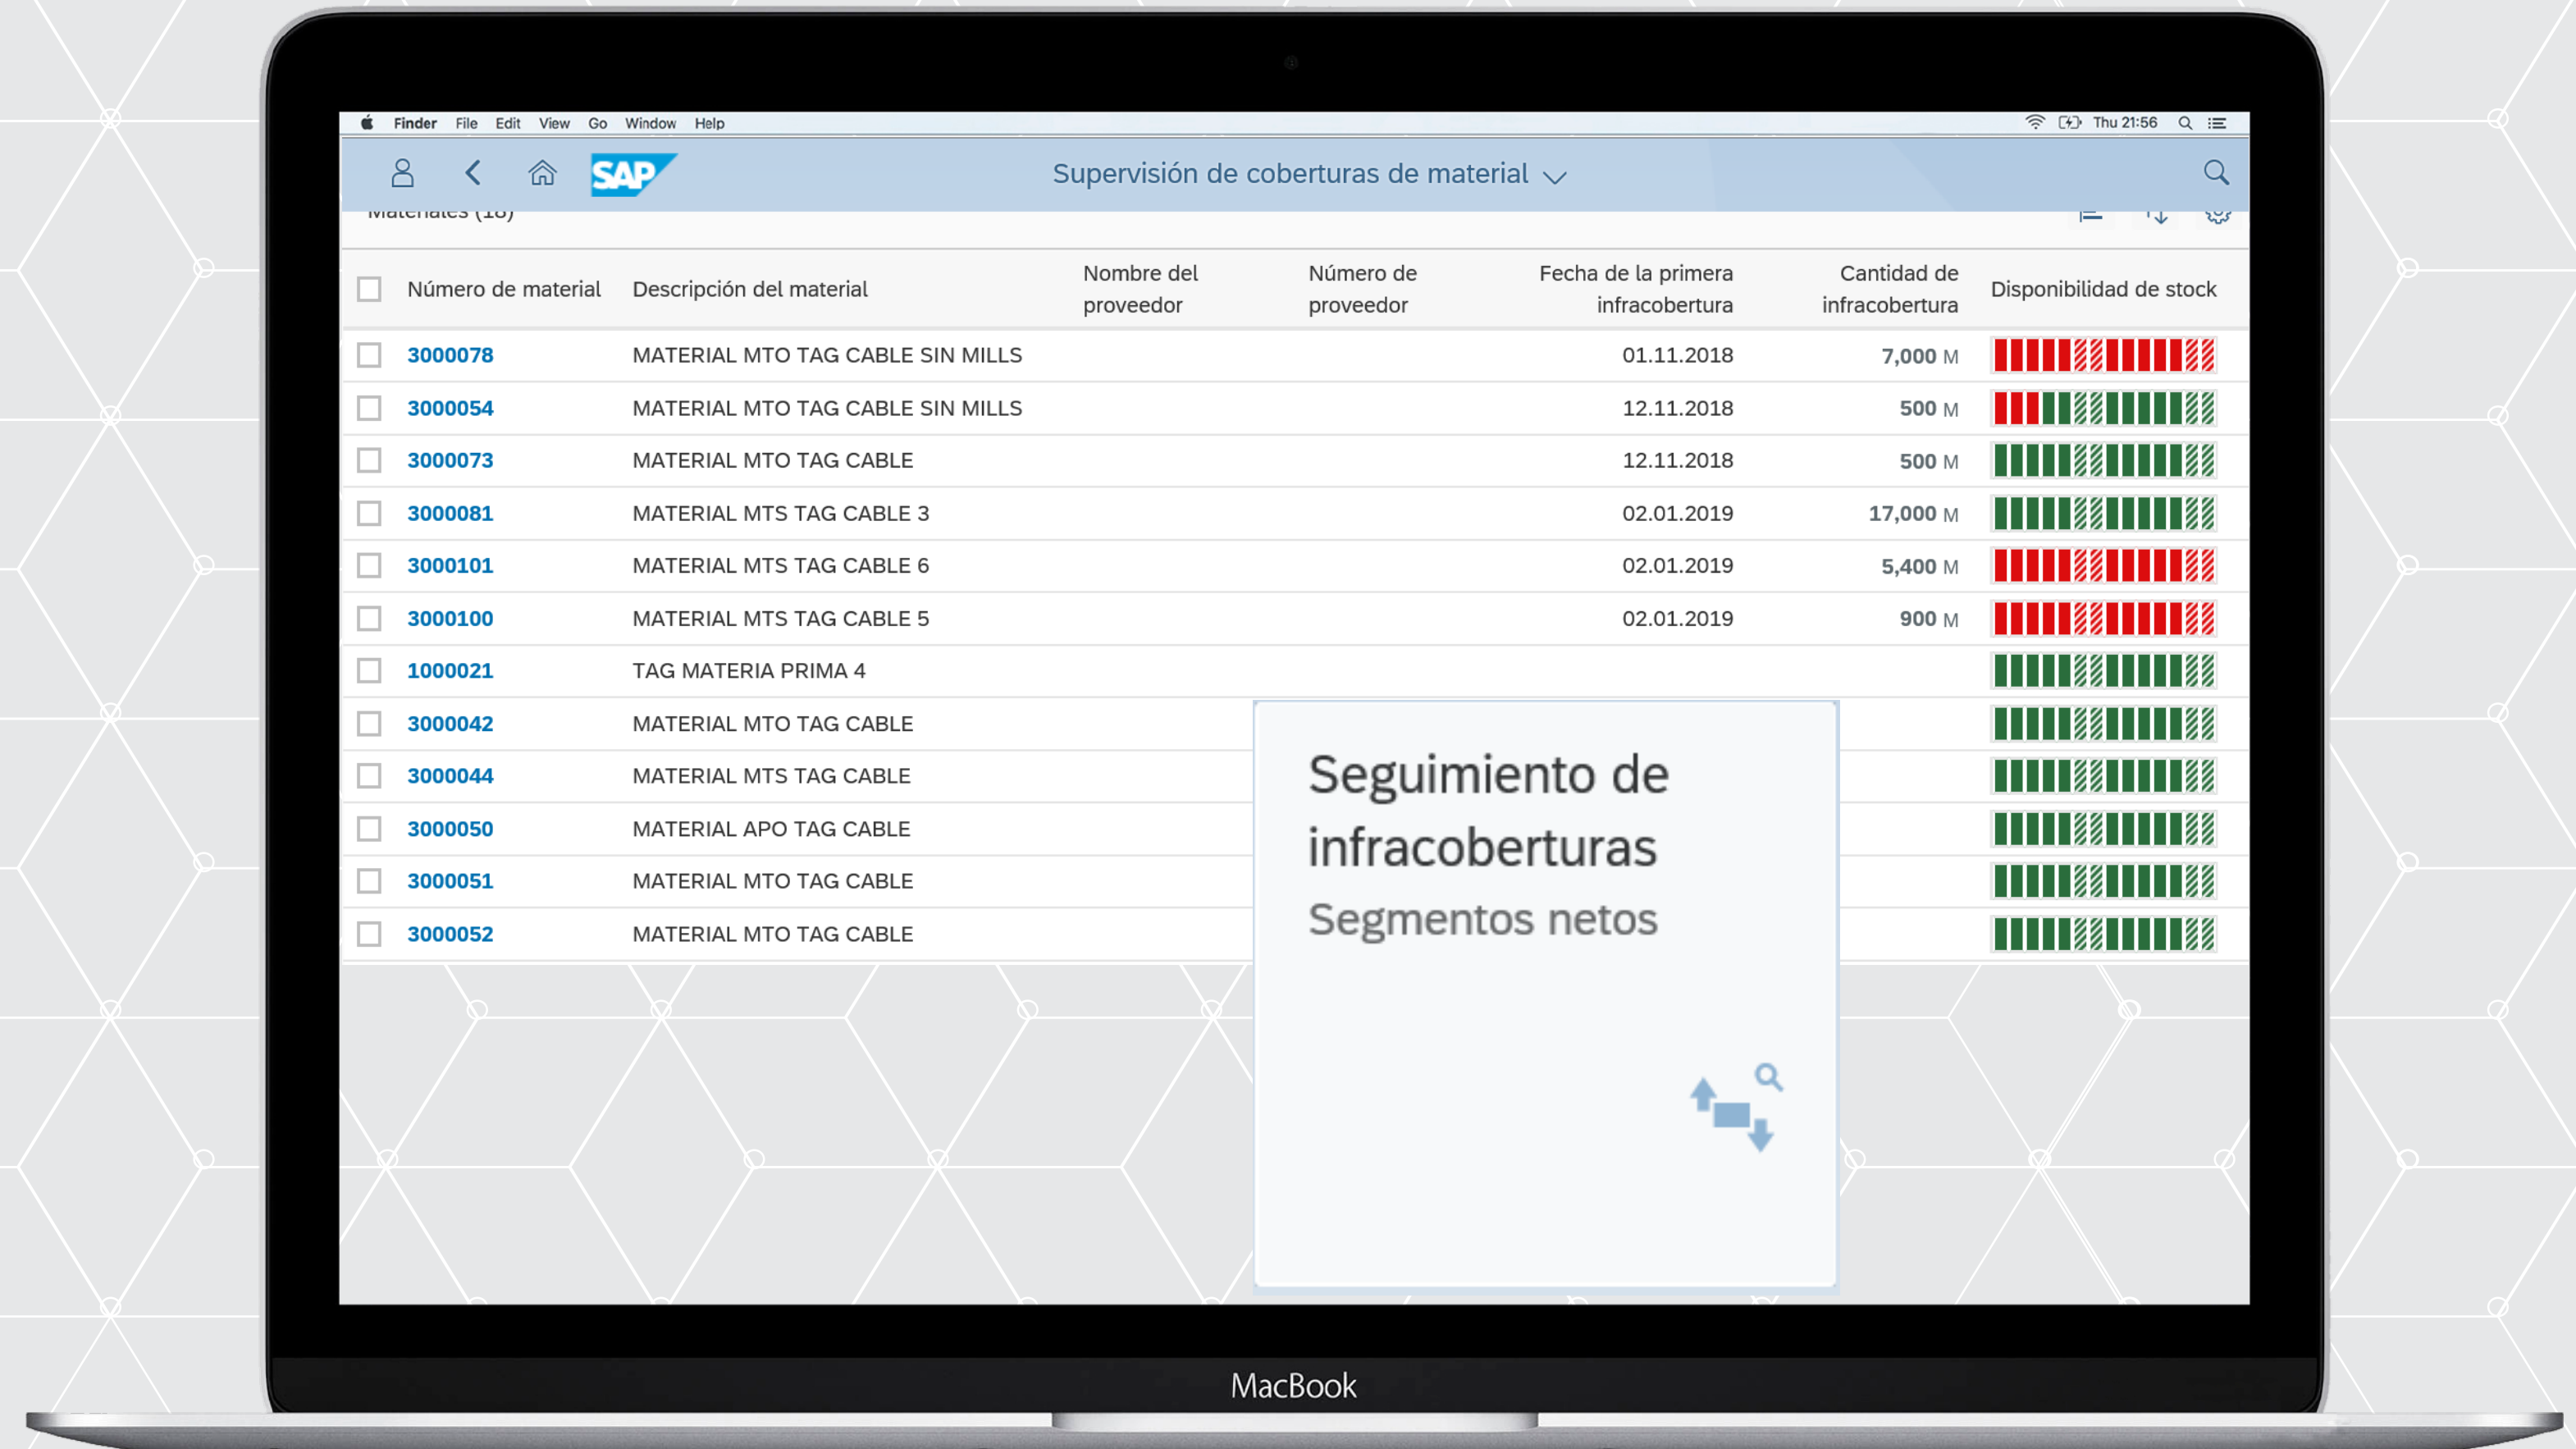 Finder File Edit View Go Window Help Thu 21:56
SAP Supervisión de coberturas de material
Materiales (18)
Número de material Descripción del material Nombre del proveedor Número de proveedor Fecha de la primera infracobertura Cantidad de infracobertura Disponibilidad de stock
3000078 MATERIAL MTO TAG CABLE SIN MILLS 01.11.2018 7,000 M
3000054 MATERIAL MTO TAG CABLE SIN MILLS 12.11.2018 500 M
3000073 MATERIAL MTO TAG CABLE 12.11.2018 500 M
3000081 MATERIAL MTS TAG CABLE 3 02.01.2019 17,000 M
3000101 MATERIAL MTS TAG CABLE 6 02.01.2019 5,400 M
3000100 MATERIAL MTS TAG CABLE 5 02.01.2019 900 M
1000021 TAG MATERIA PRIMA 4
3000042 MATERIAL MTO TAG CABLE
3000044 MATERIAL MTS TAG CABLE
3000050 MATERIAL APO TAG CABLE
3000051 MATERIAL MTO TAG CABLE
3000052 MATERIAL MTO TAG CABLE
Seguimiento de
infracoberturas
Segmentos netos
MacBook